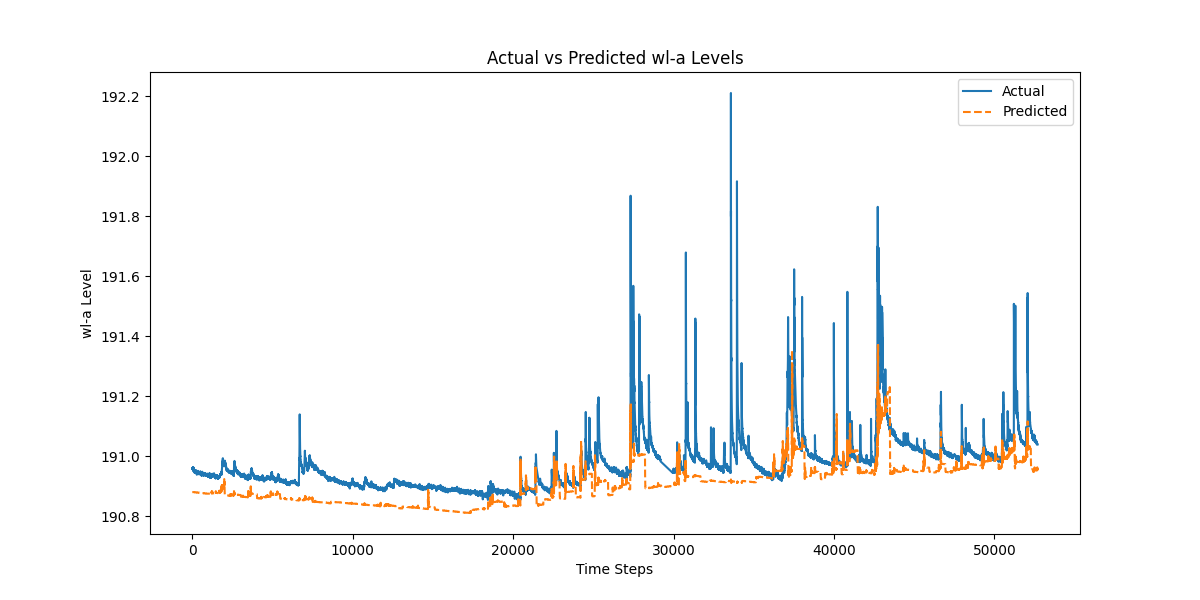 Actual vs Predicted wl-a Levels
Actual
Predicted
192.2
192.0
191.8
191.6
191.4
191.2
191.0
190.8
wl-a Level
0
10000
20000
30000
40000
50000
Time Steps